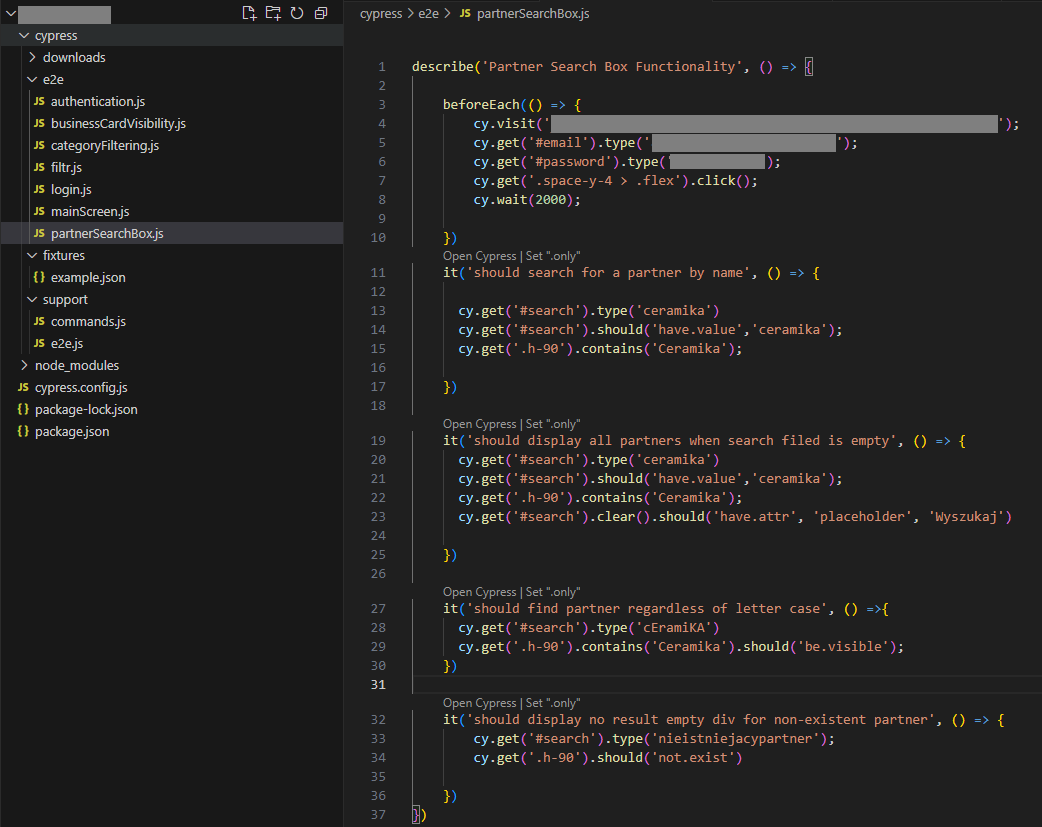 cypress
downloads
e2e
JS authentication.js
JS businessCardVisibility.js
JS categoryFiltering.js
JS filtr.js
JS login.js
JS mainScreen.js
JS partnerSearchBox.js
fixtures
{} example.json
support
JS commands.js
JS e2e.js
node_modules
JS cypress.config.js
{} package-lock.json
{} package.json
cypress > e2e > JS partnerSearchBox.js
1 describe('Partner Search Box Functionality', () => {
2
3 beforeEach(() => {
4 cy.visit(' ');
5 cy.get('#email').type(' ');
6 cy.get('#password').type(' );
7 cy.get('.space-y-4 > .flex').click();
8 cy.wait(2000);
9
10 })
Open Cypress | Set ".only"
11 it('should search for a partner by name', () => {
12
13 cy.get('#search').type('ceramika')
14 cy.get('#search').should('have.value','ceramika');
15 cy.get('.h-90').contains('Ceramika');
16
17 })
18
Open Cypress | Set ".only"
19 it('should display all partners when search filed is empty', () => {
20 cy.get('#search').type('ceramika')
21 cy.get('#search').should('have.value','ceramika');
22 cy.get('.h-90').contains('Ceramika');
23 cy.get('#search').clear().should('have.attr', 'placeholder', 'Wyszukaj')
24
25 })
26
Open Cypress | Set ".only"
27 it('should find partner regardless of letter case', () =>{
28 cy.get('#search').type('cEramiKA')
29 cy.get('.h-90').contains('Ceramika').should('be.visible');
30 })
31
Open Cypress | Set ".only"
32 it('should display no result empty div for non-existent partner', () => {
33 cy.get('#search').type('nieistniejacypartner');
34 cy.get('.h-90').should('not.exist')
35
36 })
37 })